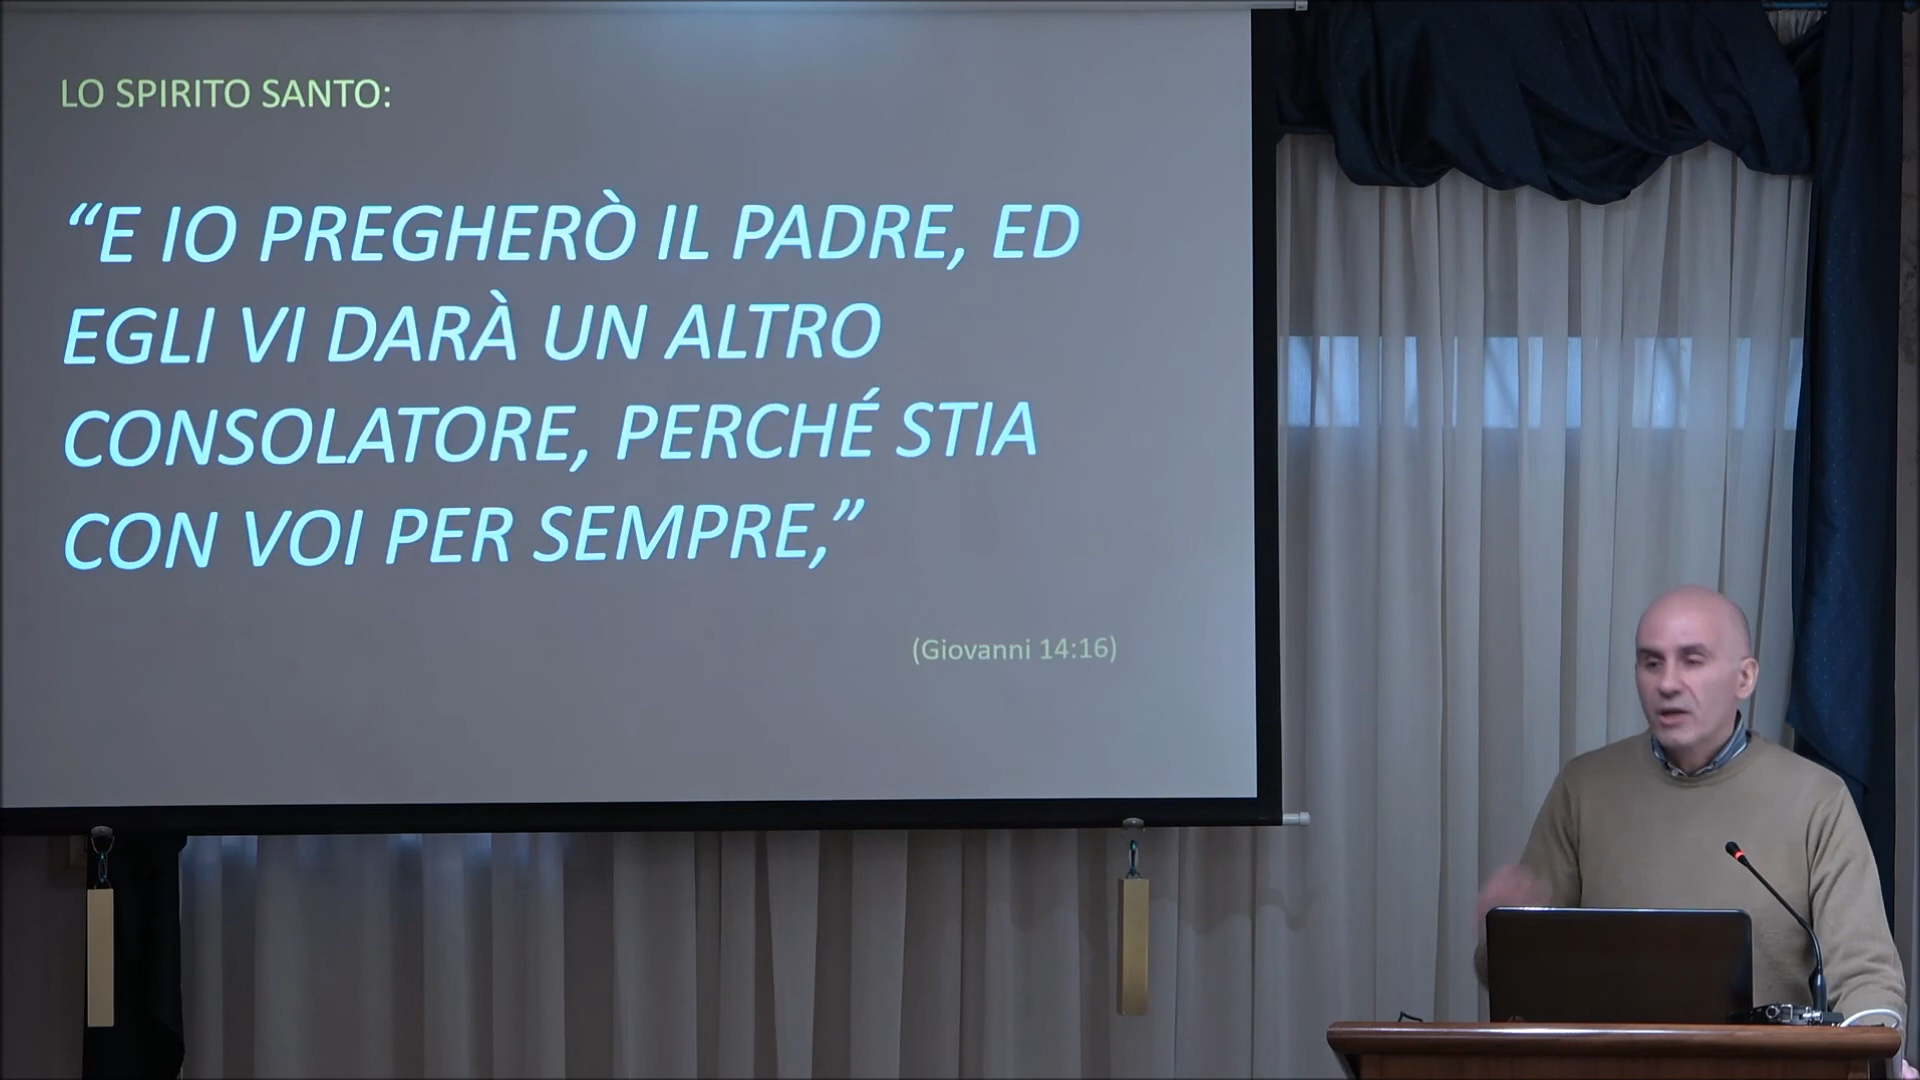 LO SPIRITO SANTO:
“E IO PREGHERÒ IL PADRE, ED
EGLI VI DARÀ UN ALTRO
CONSOLATORE, PERCHÉ STIA
CON VOI PER SEMPRE,”
(Giovanni 14:16)